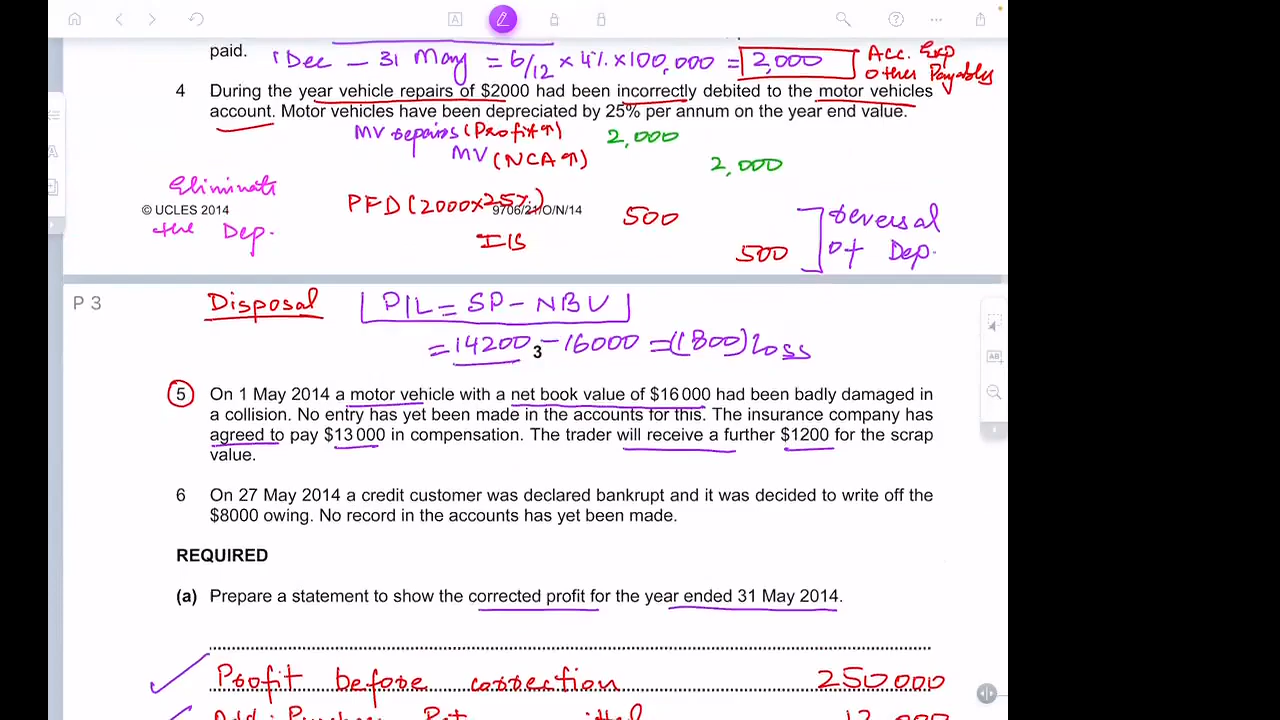 paid.
1 Dec – 31 May = 6/12 × 4% × 100,000 = 2,000
Acc. Exp
Other Payables
4 During the year vehicle repairs of $2000 had been incorrectly debited to the motor vehicles
account. Motor vehicles have been depreciated by 25% per annum on the year end value.
MV repairs (Profit↑) 2,000
MV (NCA↑) 2,000
Eliminate
the Dep.
PFD (2000×25%) 500
© UCLES 2014 9706/21/O/N/14
IS 500
reversal
of Dep.
P 3
Disposal P/L = SP – NBV
= 14200 – 16000 = (1800) loss
3
5 On 1 May 2014 a motor vehicle with a net book value of $16 000 had been badly damaged in
a collision. No entry has yet been made in the accounts for this. The insurance company has
agreed to pay $13 000 in compensation. The trader will receive a further $1200 for the scrap
value.
6 On 27 May 2014 a credit customer was declared bankrupt and it was decided to write off the
$8000 owing. No record in the accounts has yet been made.
REQUIRED
(a) Prepare a statement to show the corrected profit for the year ended 31 May 2014.
Profit before correction 250000